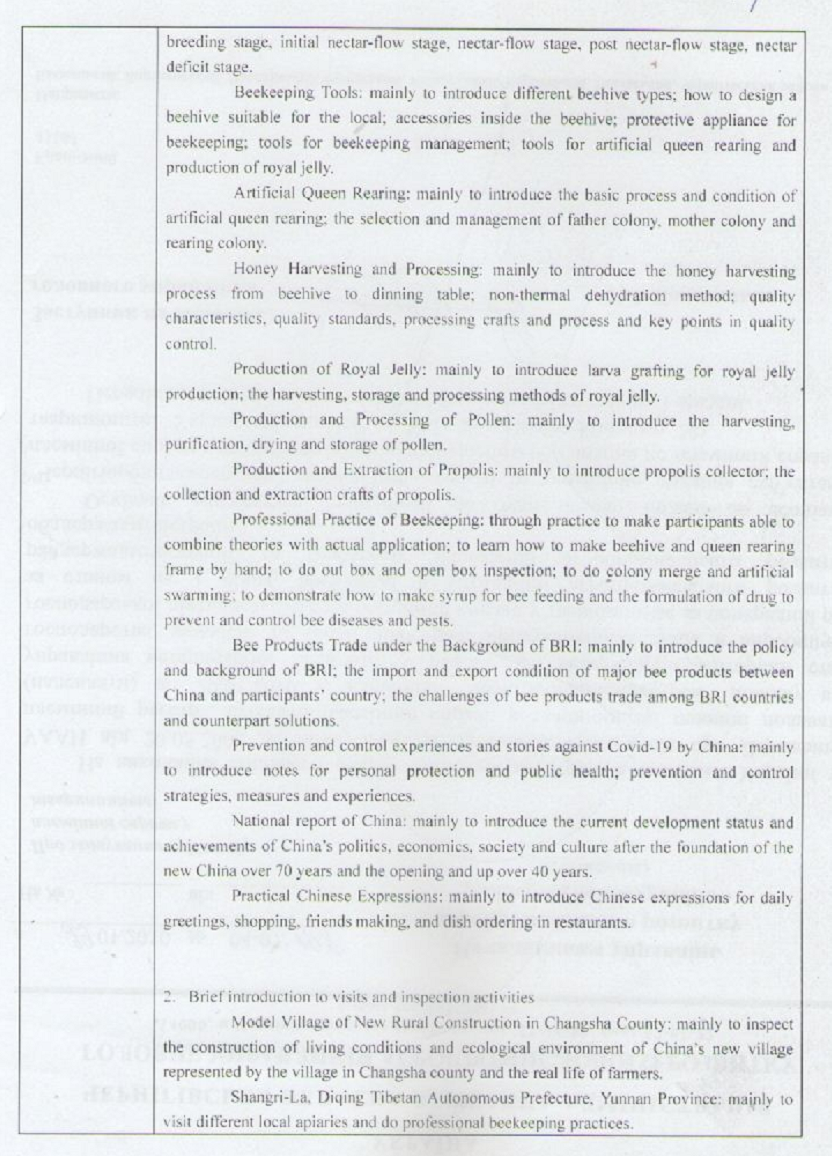 breeding stage, initial nectar-flow stage, nectar-flow stage, post nectar-flow stage, nectar
deficit stage.
Beekeeping Tools: mainly to introduce different beehive types; how to design a
beehive suitable for the local; accessories inside the beehive; protective appliance for
beekeeping; tools for beekeeping management; tools for artificial queen rearing and
production of royal jelly.
Artificial Queen Rearing: mainly to introduce the basic process and condition of
artificial queen rearing; the selection and management of father colony, mother colony and
rearing colony.
Honey Harvesting and Processing: mainly to introduce the honey harvesting
process from beehive to dinning table; non-thermal dehydration method; quality
characteristics, quality standards, processing crafts and process and key points in quality
control.
Production of Royal Jelly: mainly to introduce larva grafting for royal jelly
production; the harvesting, storage and processing methods of royal jelly.
Production and Processing of Pollen: mainly to introduce the harvesting,
purification, drying and storage of pollen.
Production and Extraction of Propolis: mainly to introduce propolis collector; the
collection and extraction crafts of propolis.
Professional Practice of Beekeeping: through practice to make participants able to
combine theories with actual application; to learn how to make beehive and queen rearing
frame by hand; to do out box and open box inspection; to do colony merge and artificial
swarming; to demonstrate how to make syrup for bee feeding and the formulation of drug to
prevent and control bee diseases and pests.
Bee Products Trade under the Background of BRI: mainly to introduce the policy
and background of BRI; the import and export condition of major bee products between
China and participants' country; the challenges of bee products trade among BRI countries
and counterpart solutions.
Prevention and control experiences and stories against Covid-19 by China: mainly
to introduce notes for personal protection and public health; prevention and control
strategies, measures and experiences.
National report of China: mainly to introduce the current development status and
achievements of China's politics, economics, society and culture after the foundation of the
new China over 70 years and the opening and up over 40 years.
Practical Chinese Expressions: mainly to introduce Chinese expressions for daily
greetings, shopping, friends making, and dish ordering in restaurants.
2. Brief introduction to visits and inspection activities
Model Village of New Rural Construction in Changsha County: mainly to inspect
the construction of living conditions and ecological environment of China's new village
represented by the village in Changsha county and the real life of farmers.
Shangri-La, Diqing Tibetan Autonomous Prefecture, Yunnan Province: mainly to
visit different local apiaries and do professional beekeeping practices.